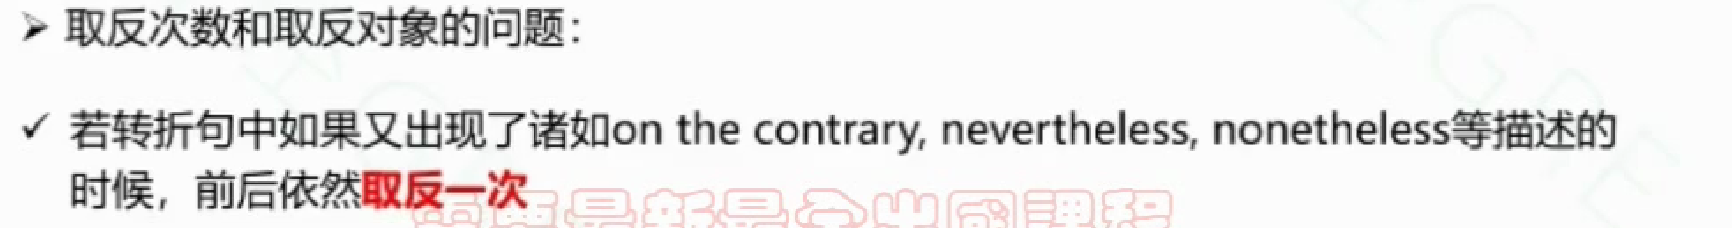 ➢ 取反次数和取反对象的问题：
✓ 若转折句中如果又出现了诸如on the contrary, nevertheless, nonetheless等描述的
时候，前后依然取反一次